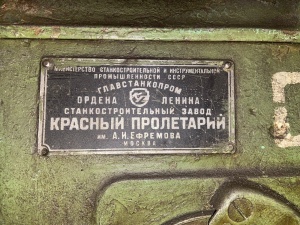 МИНИСТЕРСТВО СТАНКОСТРОИТЕЛЬНОЙ И ИНСТРУМЕНТАЛЬНОЙ
ПРОМЫШЛЕННОСТИ СССР
ГЛАВСТАНКОПРОМ
ОРДЕНА ЛЕНИНА
СТАНКОСТРОИТЕЛЬНЫЙ ЗАВОД
КРАСНЫЙ ПРОЛЕТАРИЙ
ИМ. А.И.ЕФРЕМОВА
МОСКВА